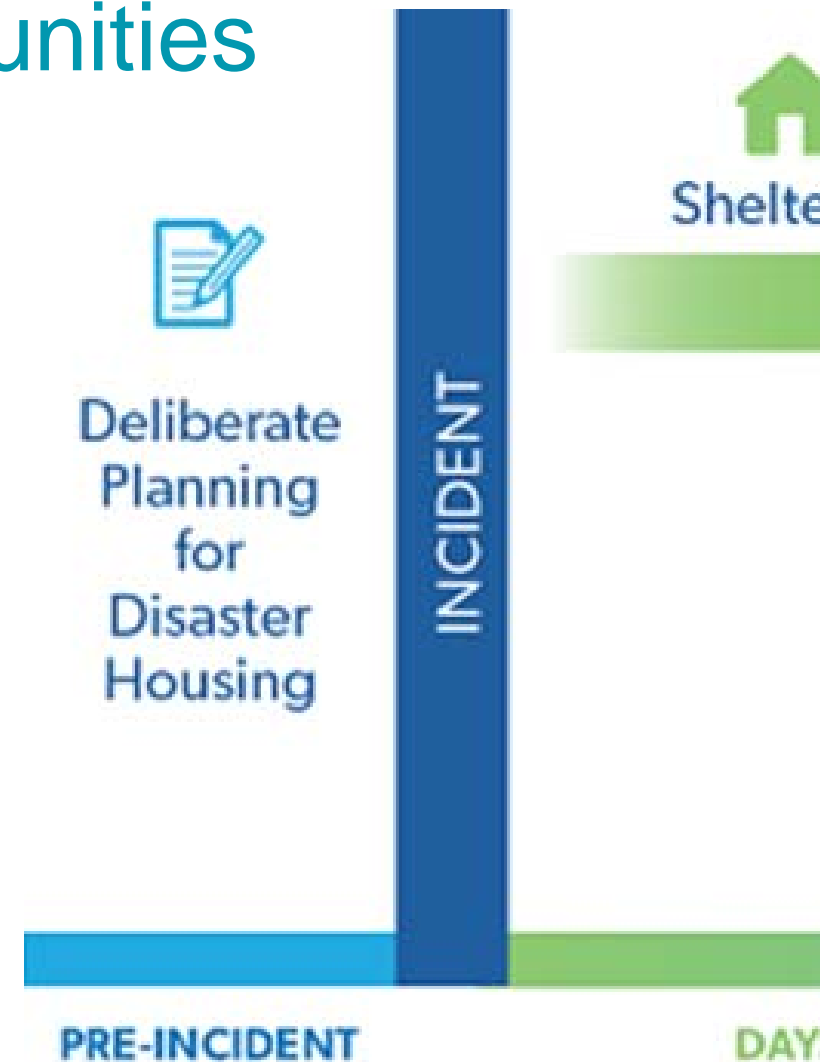 unities
Shelte
Deliberate
Planning
for
Disaster
Housing
INCIDENT
PRE-INCIDENT
DAY